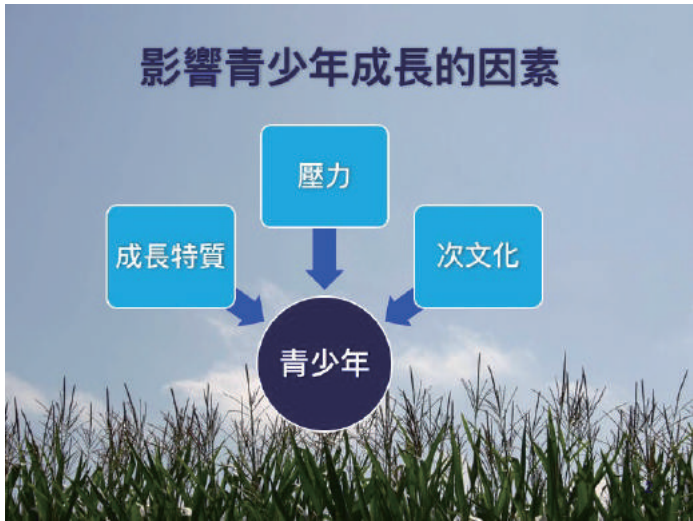 影響青少年成長的因素
壓力
成長特質
次文化
青少年